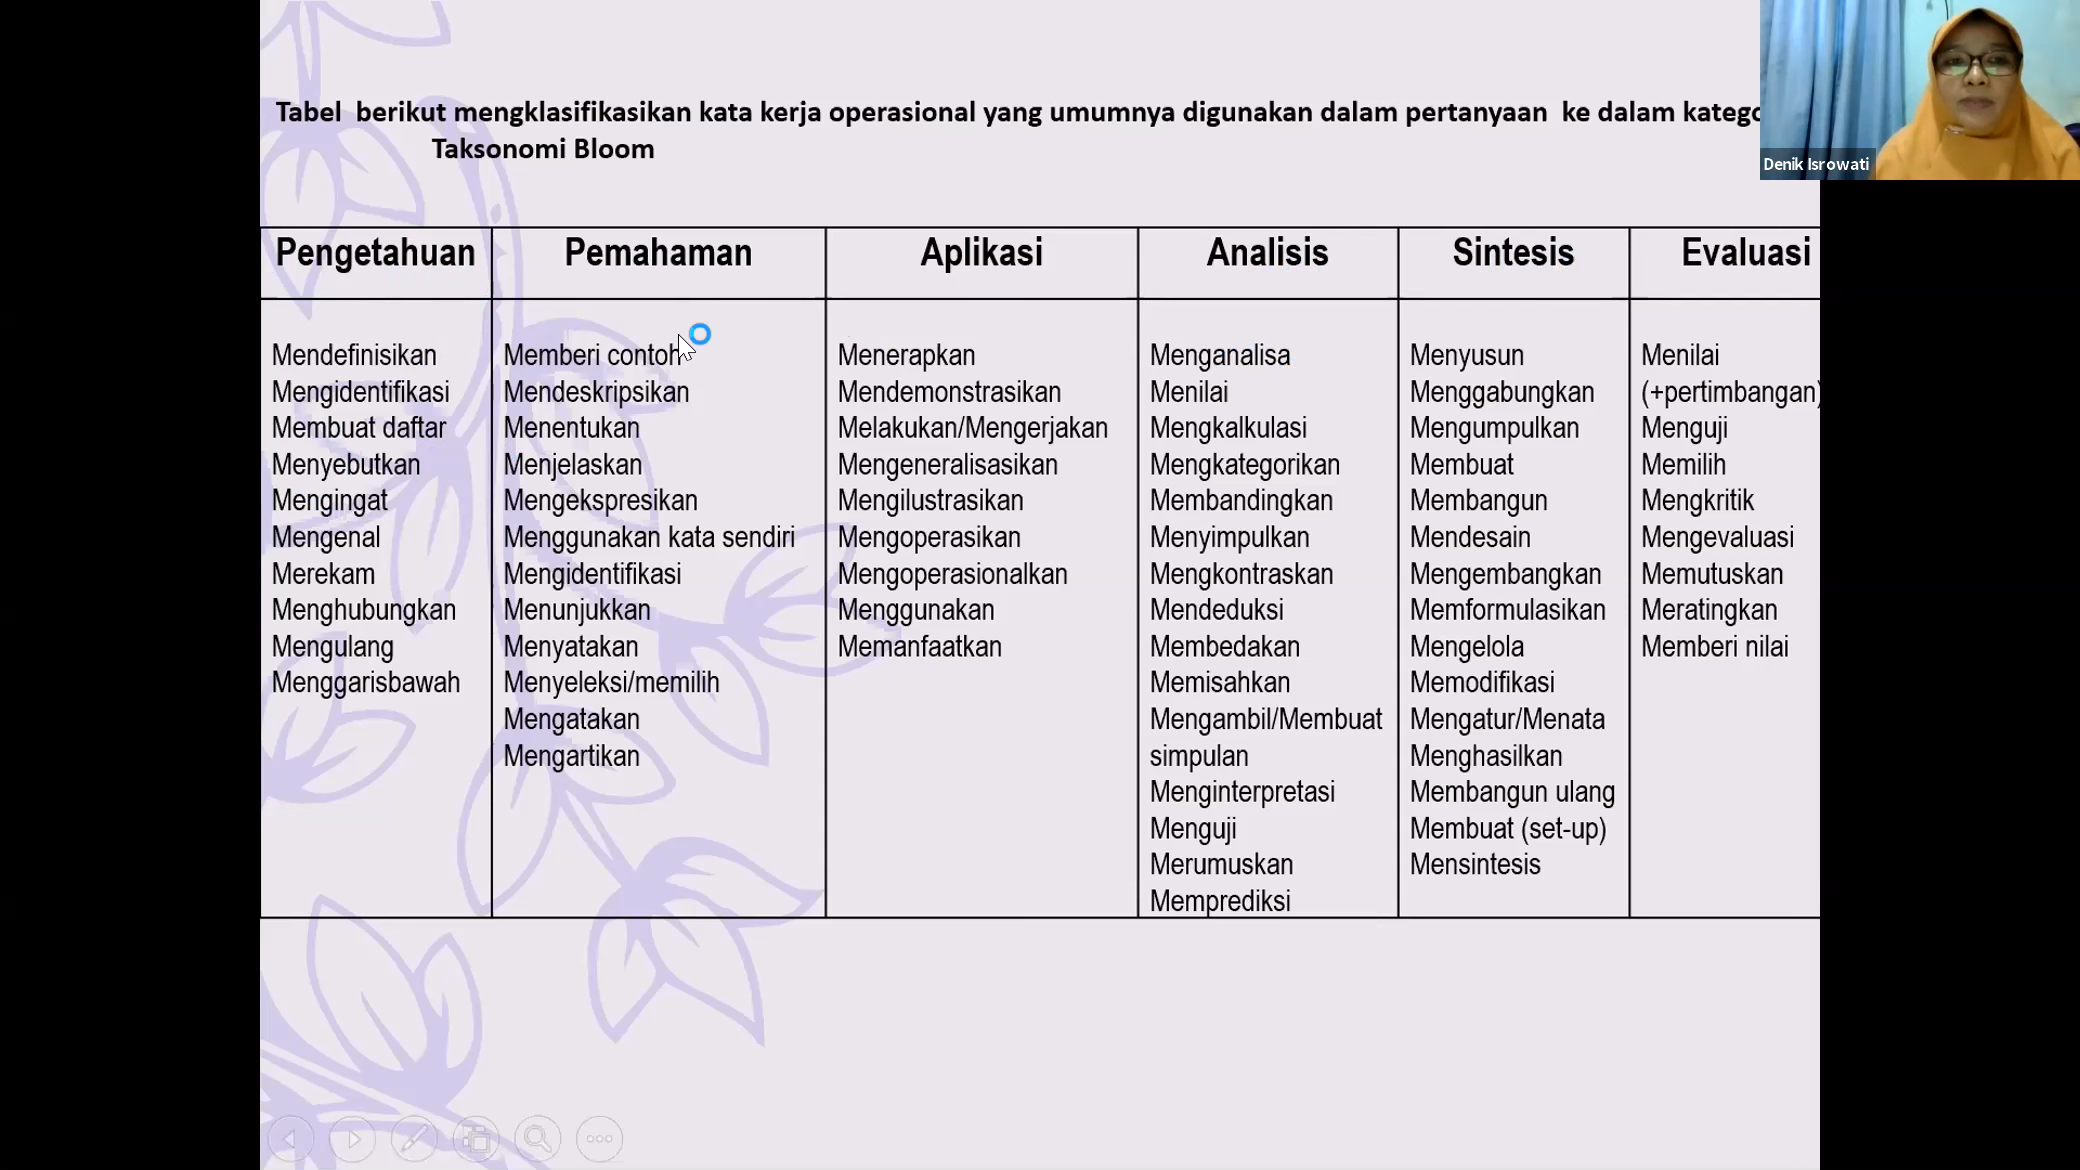 Tabel berikut mengklasifikasikan kata kerja operasional yang umumnya digunakan dalam pertanyaan ke dalam
Taksonomi Bloom
Denik Isrowati
Pengetahuan
Mendefinisikan
Mengidentifikasi
Membuat daftar
Menyebutkan
Mengingat
Mengenal
Merekam
Menghubungkan
Mengulang
Menggarisbawah
Pemahaman
Memberi contoh
Mendeskripsikan
Menentukan
Menjelaskan
Mengekspresikan
Menggunakan kata sendiri
Mengidentifikasi
Menunjukkan
Menyatakan
Menyeleksi/memilih
Mengatakan
Mengartikan
Aplikasi
Menerapkan
Mendemonstrasikan
Melakukan/Mengerjakan
Mengeneralisasikan
Mengilustrasikan
Mengoperasikan
Mengoperasionalkan
Menggunakan
Memanfaatkan
Analisis
Menganalisa
Menilai
Mengkalkulasi
Mengkategorikan
Membandingkan
Menyimpulkan
Mengkontraskan
Mendeduksi
Membedakan
Memisahkan
Mengambil/Membuat
simpulan
Menginterpretasi
Menguji
Merumuskan
Memprediksi
Sintesis
Menyusun
Menggabungkan
Mengumpulkan
Membuat
Membangun
Mendesain
Mengembangkan
Memformulasikan
Mengelola
Memodifikasi
Mengatur/Menata
Menghasilkan
Membangun ulang
Membuat (set-up)
Mensintesis
Evaluasi
Menilai
(+pertimbangan)
Menguji
Memilih
Mengkritik
Mengevaluasi
Memutuskan
Meratingkan
Memberi nilai